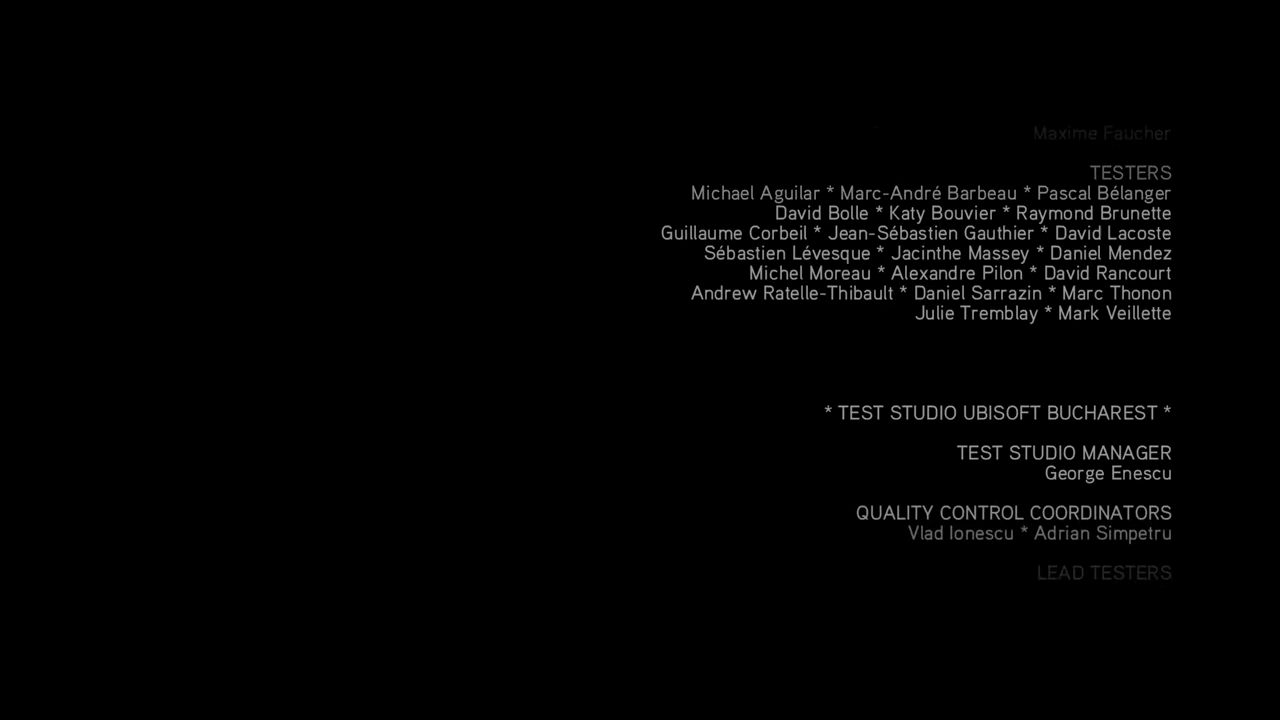 Maxime Faucher
TESTERS
Michael Aguilar * Marc-André Barbeau * Pascal Bélanger
David Bolle * Katy Bouvier * Raymond Brunette
Guillaume Corbeil * Jean-Sébastien Gauthier * David Lacoste
Sébastien Lévesque * Jacinthe Massey * Daniel Mendez
Michel Moreau * Alexandre Pilon * David Rancourt
Andrew Ratelle-Thibault * Daniel Sarrazin * Marc Thonon
Julie Tremblay * Mark Veillette
* TEST STUDIO UBISOFT BUCHAREST *
TEST STUDIO MANAGER
George Enescu
QUALITY CONTROL COORDINATORS
Vlad Ionescu * Adrian Simpetru
LEAD TESTERS